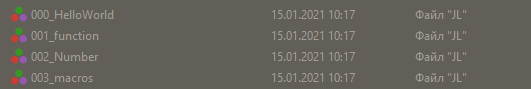 000_HelloWorld 15.01.2021 10:17 Файл "JL"
001_function 15.01.2021 10:17 Файл "JL"
002_Number 15.01.2021 10:17 Файл "JL"
003_macros 15.01.2021 10:17 Файл "JL"